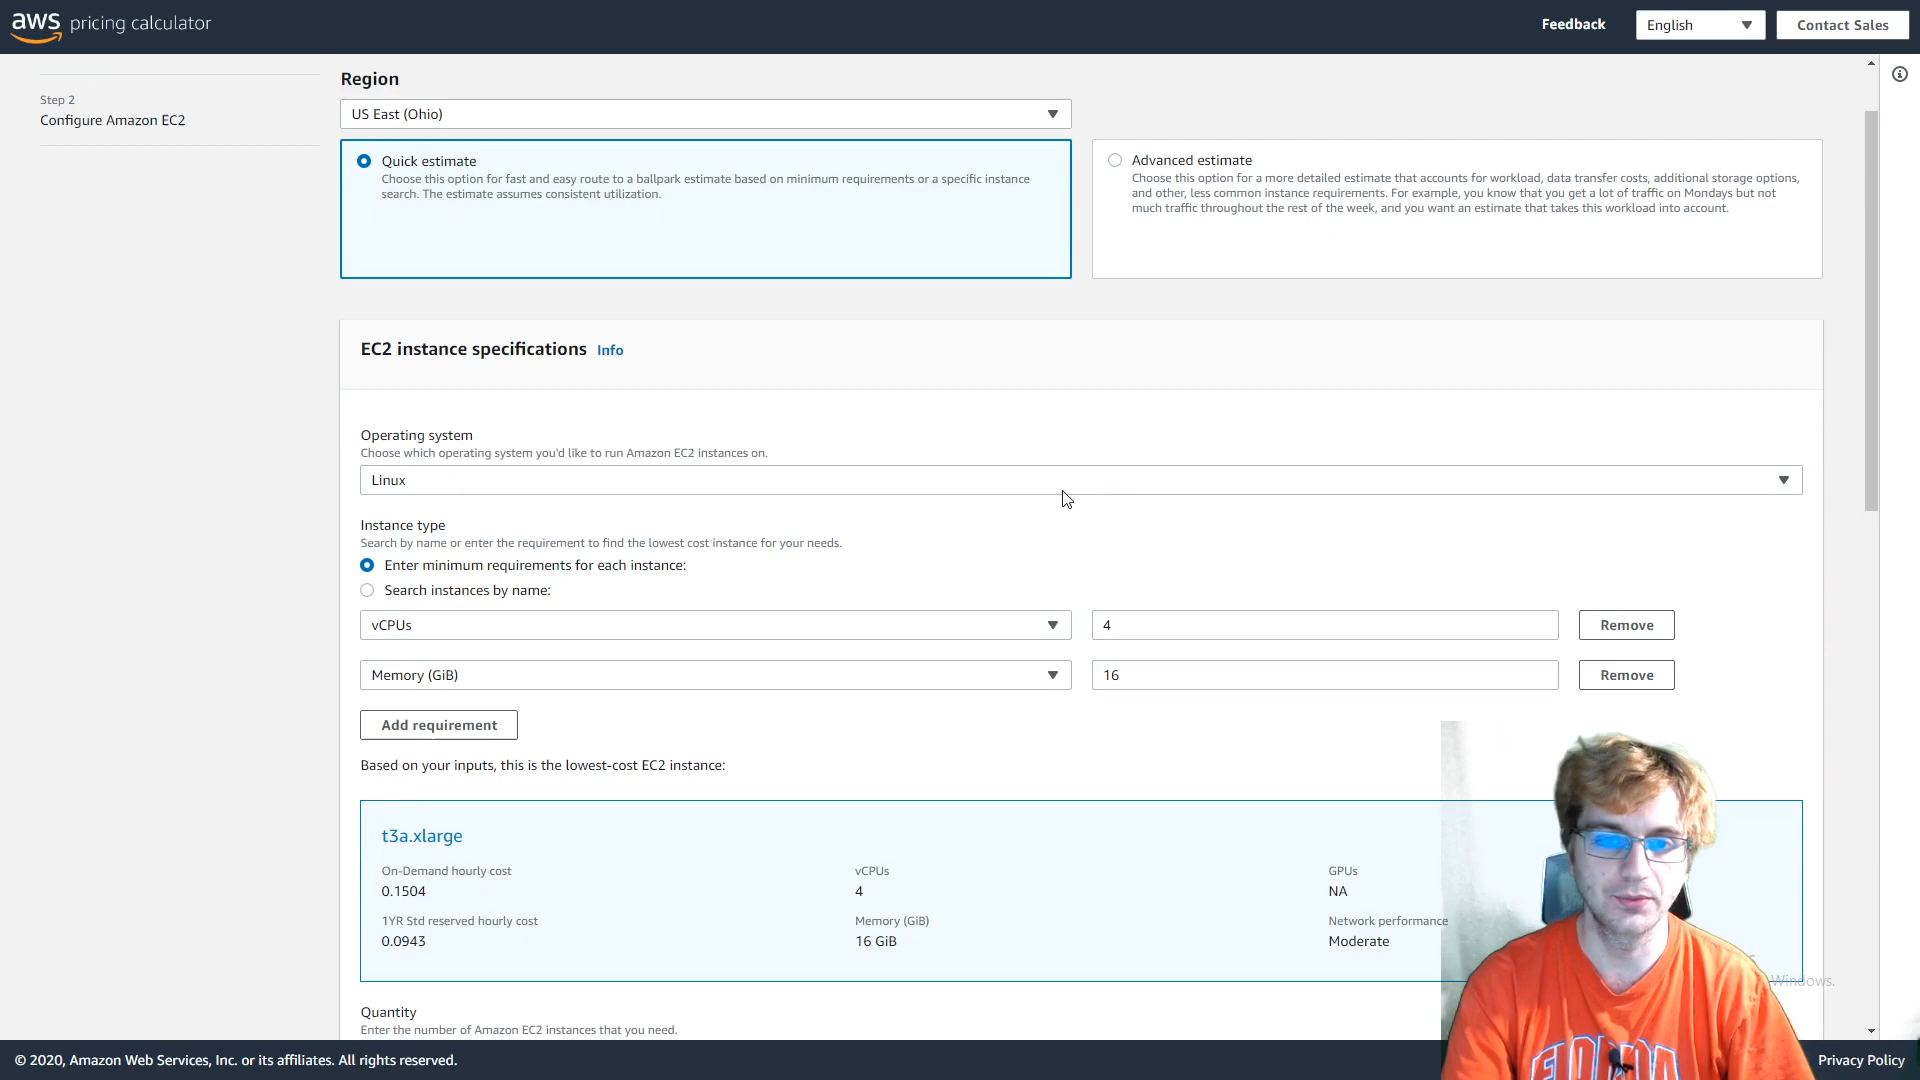 aws pricing calculator
Feedback
English
Contact Sales
Step 2
Configure Amazon EC2
Region
US East (Ohio)
Quick estimate
Choose this option for fast and easy route to a ballpark estimate based on minimum requirements or a specific instance
search. The estimate assumes consistent utilization.
Advanced estimate
Choose this option for a more detailed estimate that accounts for workload, data transfer costs, additional storage options,
and other, less common instance requirements. For example, you know that you get a lot of traffic on Mondays but not
much traffic throughout the rest of the week, and you want an estimate that takes this workload into account.
EC2 instance specifications Info
Operating system
Choose which operating system you'd like to run Amazon EC2 instances on.
Linux
Instance type
Search by name or enter the requirement to find the lowest cost instance for your needs.
Enter minimum requirements for each instance:
Search instances by name:
vCPUs
4
Remove
Memory (GiB)
16
Remove
Add requirement
Based on your inputs, this is the lowest-cost EC2 instance:
t3a.xlarge
On-Demand hourly cost
0.1504
vCPUs
4
GPUs
NA
1YR Std reserved hourly cost
0.0943
Memory (GiB)
16 GiB
Network performance
Moderate
Windows.
Quantity
Enter the number of Amazon EC2 instances that you need.
© 2020, Amazon Web Services, Inc. or its affiliates. All rights reserved.
Privacy Policy